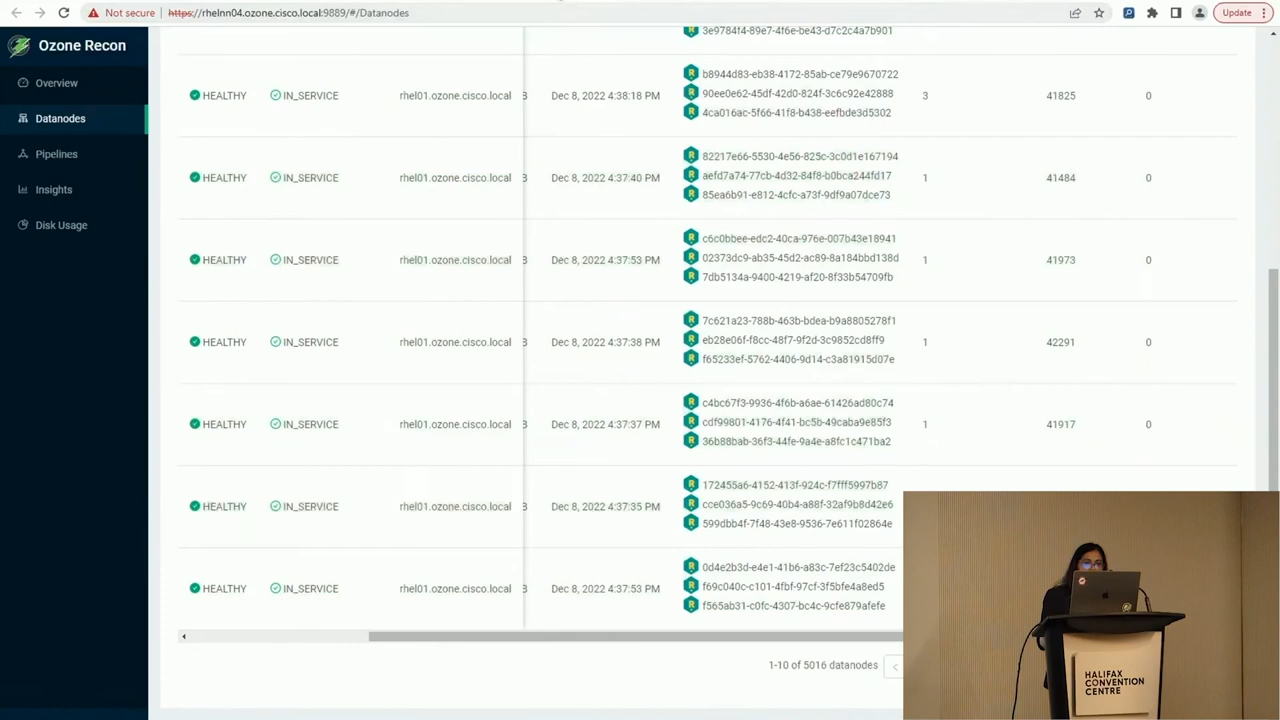 Not secure
https://rhelnn04.ozone.cisco.local:9889/#/Datanodes
Update
Ozone Recon
Overview
Datanodes
Pipelines
Insights
Disk Usage
3e9784f4-89e7-4f6e-be43-d7c2c4a7b901
HEALTHY IN_SERVICE rhel01.ozone.cisco.local Dec 8, 2022 4:38:18 PM 3 41825 0
b8944d83-eb38-4172-85ab-ce79e9670722
90ee0e62-45df-42d0-824f-3c6c92e42888
4ca016ac-5f66-41f8-b438-eefbde3d5302
HEALTHY IN_SERVICE rhel01.ozone.cisco.local Dec 8, 2022 4:37:40 PM 1 41484 0
82217e66-5530-4e56-825c-3c0d1e167194
aefd7a74-77cb-4d32-84f8-b0bca244fd17
85ea6b91-e812-4cfc-a73f-9df9a07dce73
HEALTHY IN_SERVICE rhel01.ozone.cisco.local Dec 8, 2022 4:37:53 PM 1 41973 0
c6c0bbee-edc2-40ca-976e-007b43e18941
02373dc9-ab35-45d2-ac89-8a184bbd138d
7db5134a-9400-4219-af20-8f33b54709fb
HEALTHY IN_SERVICE rhel01.ozone.cisco.local Dec 8, 2022 4:37:38 PM 1 42291 0
7c621a23-788b-463b-bdea-b9a8805278f1
eb28e06f-f8cc-48f7-9f2d-3c9852cd8ff9
f65233ef-5762-4406-9d14-c3a81915d07e
HEALTHY IN_SERVICE rhel01.ozone.cisco.local Dec 8, 2022 4:37:37 PM 1 41917 0
c4bc67f3-9936-4f6b-a6ae-61426ad80c74
cdf99801-4176-4f41-bc5b-49caba9e85f3
36b88bab-36f3-44fe-9a4e-a8fc1c471ba2
HEALTHY IN_SERVICE rhel01.ozone.cisco.local Dec 8, 2022 4:37:35 PM
172455a6-4152-413f-924c-f7fff5997b87
cce036a5-9c69-40b4-a88f-32af9b8d42e6
599dbb4f-7f48-43e8-9536-7e611f02864e
HEALTHY IN_SERVICE rhel01.ozone.cisco.local Dec 8, 2022 4:37:53 PM
0d4e2b3d-e4e1-41b6-a83c-7ef23c5402de
f69c040c-c101-4fbf-97cf-3f5bfe4a8ed5
f565ab31-c0fc-4307-bc4c-9cfe879afefe
1-10 of 5016 datanodes
HALIFAX
CONVENTION
CENTRE